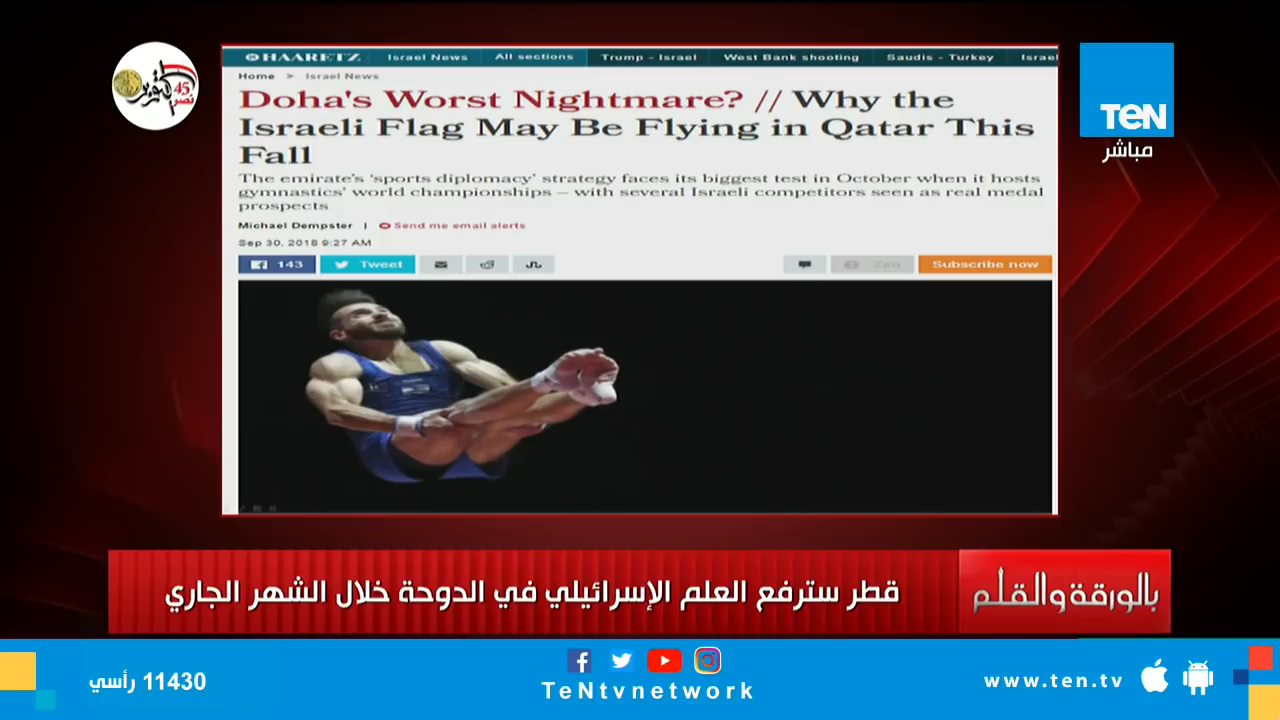 HAARETZ Israel News All sections Trump - Israel West Bank shooting Saudis - Turkey Israel
Home > Israel News
Doha's Worst Nightmare? // Why the
Israeli Flag May Be Flying in Qatar This
Fall
The emirate's 'sports diplomacy' strategy faces its biggest test in October when it hosts
gymnastics' world championships – with several Israeli competitors seen as real medal
prospects
Michael Dempster | Send me email alerts
Sep 30, 2018 9:27 AM
143 Tweet Zen Subscribe now
نصر 45 أكتوبر
TeN
مباشر
بالورقة والقلم
قطر سترفع العلم الإسرائيلي في الدوحة خلال الشهر الجاري
11430 رأسي
TeNtvnetwork
www.ten.tv